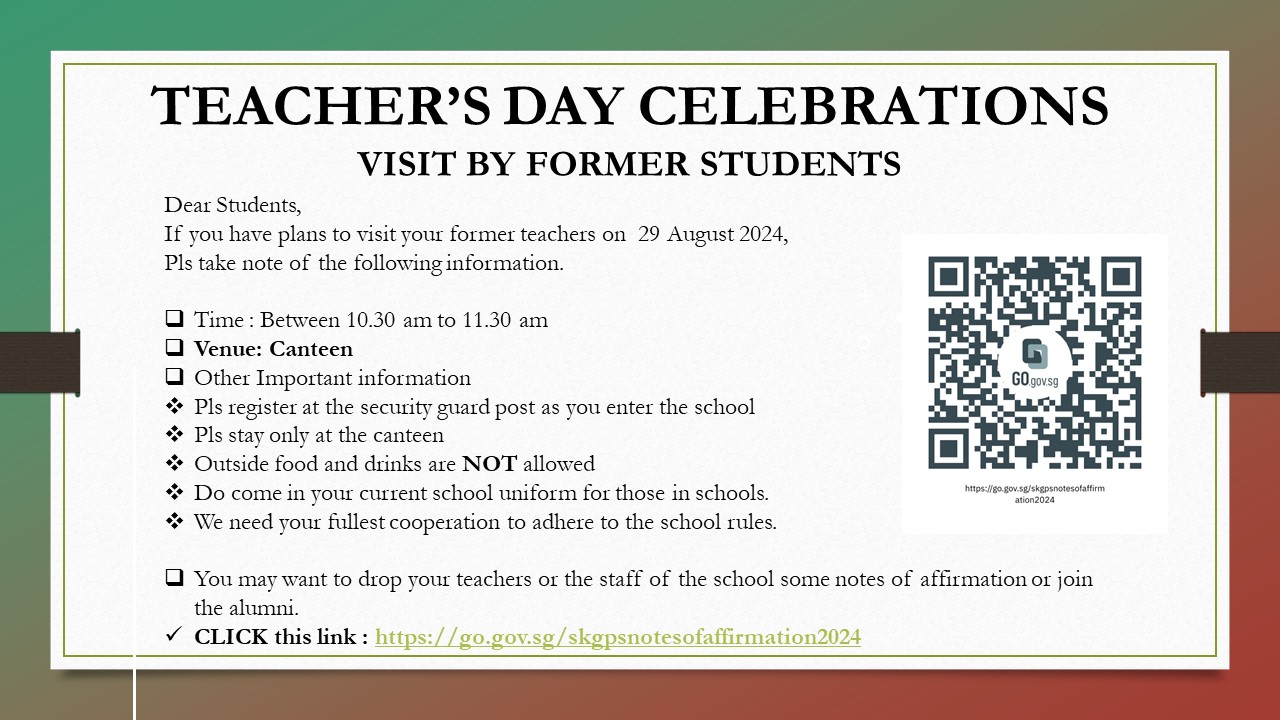 TEACHER’S DAY CELEBRATIONS
VISIT BY FORMER STUDENTS
Dear Students,
If you have plans to visit your former teachers on 29 August 2024,
Pls take note of the following information.
Time : Between 10.30 am to 11.30 am
Venue: Canteen
Other Important information
Pls register at the security guard post as you enter the school
Pls stay only at the canteen
Outside food and drinks are NOT allowed
Do come in your current school uniform for those in schools.
We need your fullest cooperation to adhere to the school rules.
You may want to drop your teachers or the staff of the school some notes of affirmation or join
the alumni.
CLICK this link : https://go.gov.sg/skgpsnotesofaffirmation2024
GO.gov.sg
https://go.gov.sg/skgpsnotesofaffirm
ation2024